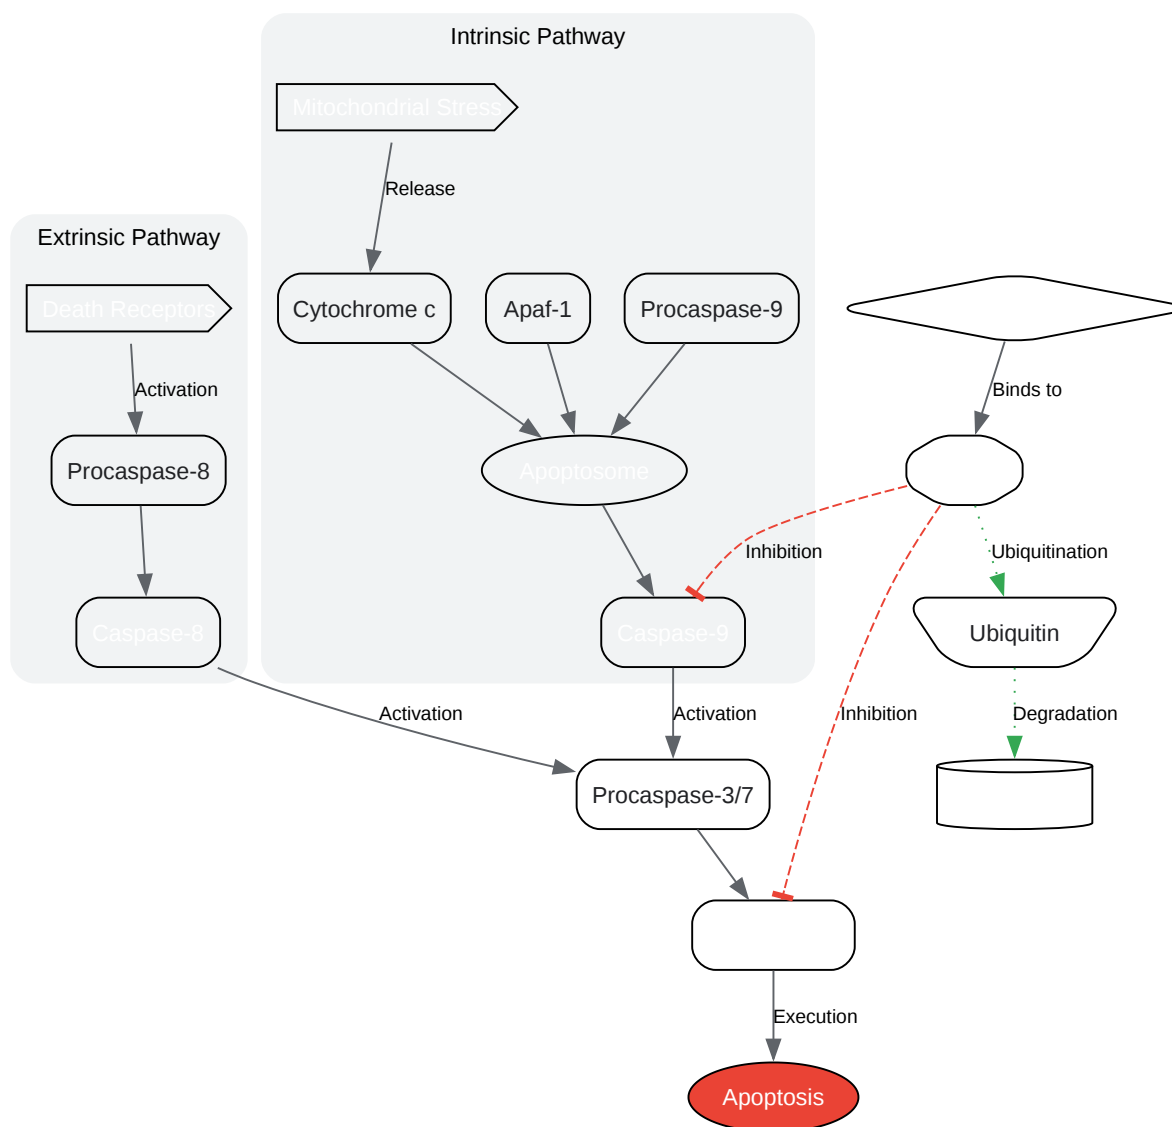 Intrinsic Pathway
Mitochondrial Stress
Release
Extrinsic Pathway
Death Receptors
Cytochrome c
Apaf-1
Procaspase-9
Activation
Binds to
Procaspase-8
Apoptosome
Inhibition
Ubiquitination
Caspase-8
Caspase-9
Ubiquitin
Activation
Activation
Inhibition
Degradation
Procaspase-3/7
Execution
Apoptosis